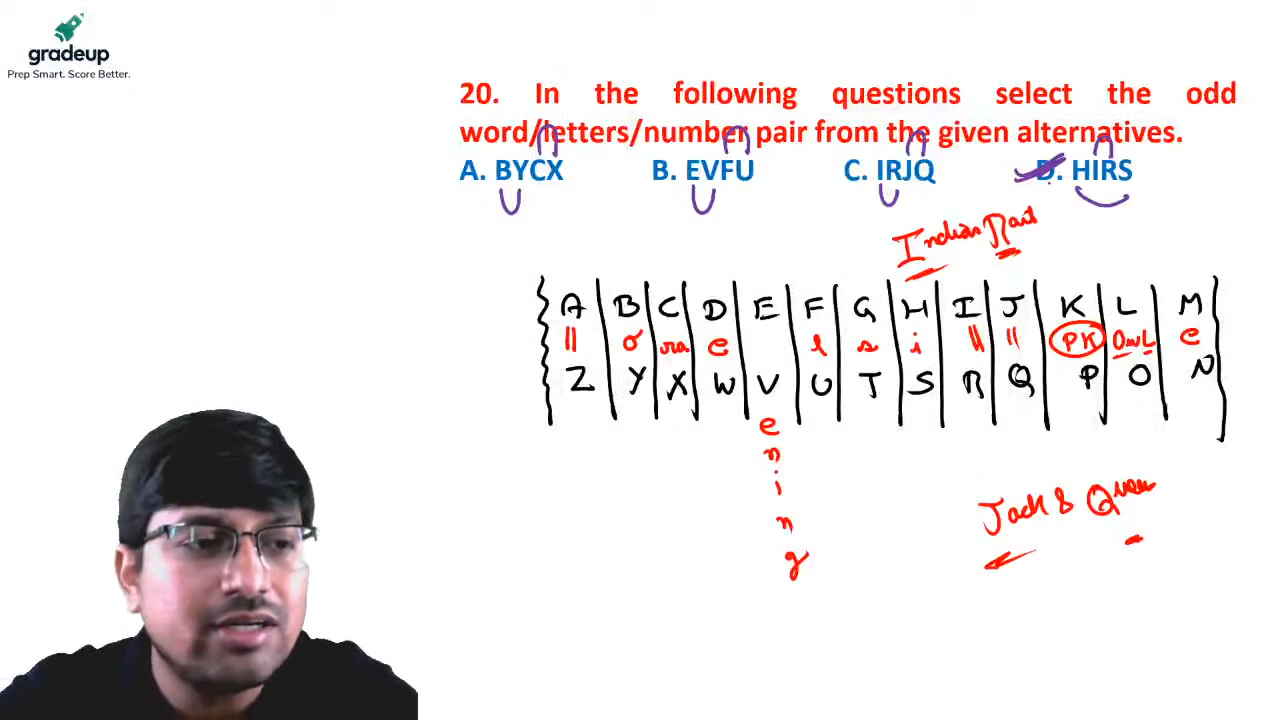 gradeup
Prep Smart. Score Better.
20. In the following questions select the odd
word/letters/number pair from the given alternatives.
A. BYCX B. EVFU C. IRJQ D. HIRS
Indian
A B C D E F G H I J K L M
o ra e l s i PK OwL e
Z Y X W V U T S R Q P O N
e
n
i
n
g
Jack & Queen